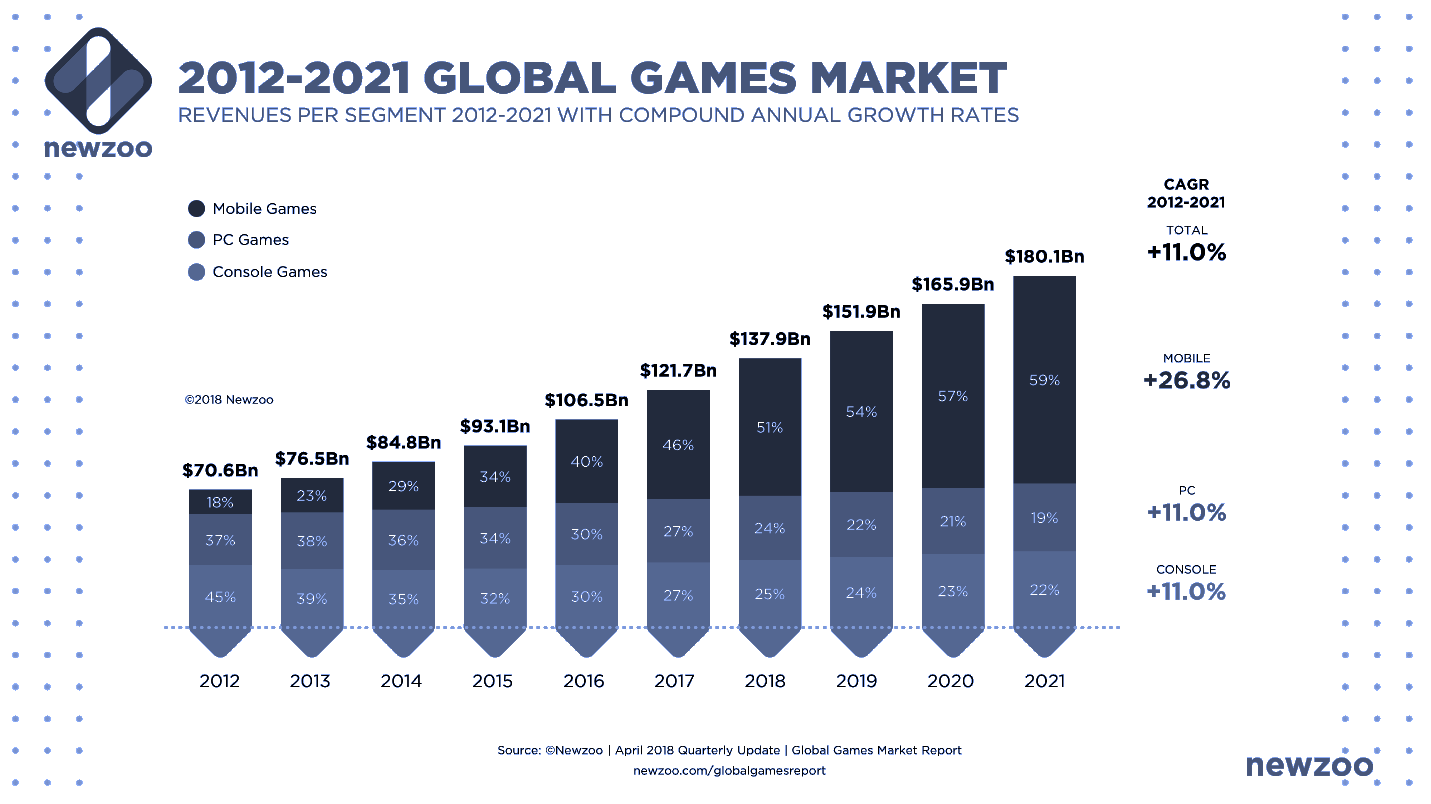 2012-2021 GLOBAL GAMES MARKET
REVENUES PER SEGMENT 2012-2021 WITH COMPOUND ANNUAL GROWTH RATES
newzoo
CAGR
2012-2021
TOTAL
+11.0%
MOBILE
+26.8%
PC
+11.0%
CONSOLE
+11.0%
Mobile Games
PC Games
Console Games
©2018 Newzoo
$70.6Bn
$76.5Bn
$84.8Bn
$93.1Bn
$106.5Bn
$121.7Bn
$137.9Bn
$151.9Bn
$165.9Bn
$180.1Bn
18% 23% 29% 34% 40% 46% 51% 54% 57% 59%
37% 38% 36% 34% 30% 27% 24% 22% 21% 19%
45% 39% 35% 32% 30% 27% 25% 24% 23% 22%
2012 2013 2014 2015 2016 2017 2018 2019 2020 2021
Source: ©Newzoo | April 2018 Quarterly Update | Global Games Market Report
newzoo.com/globalgamesreport
newzoo